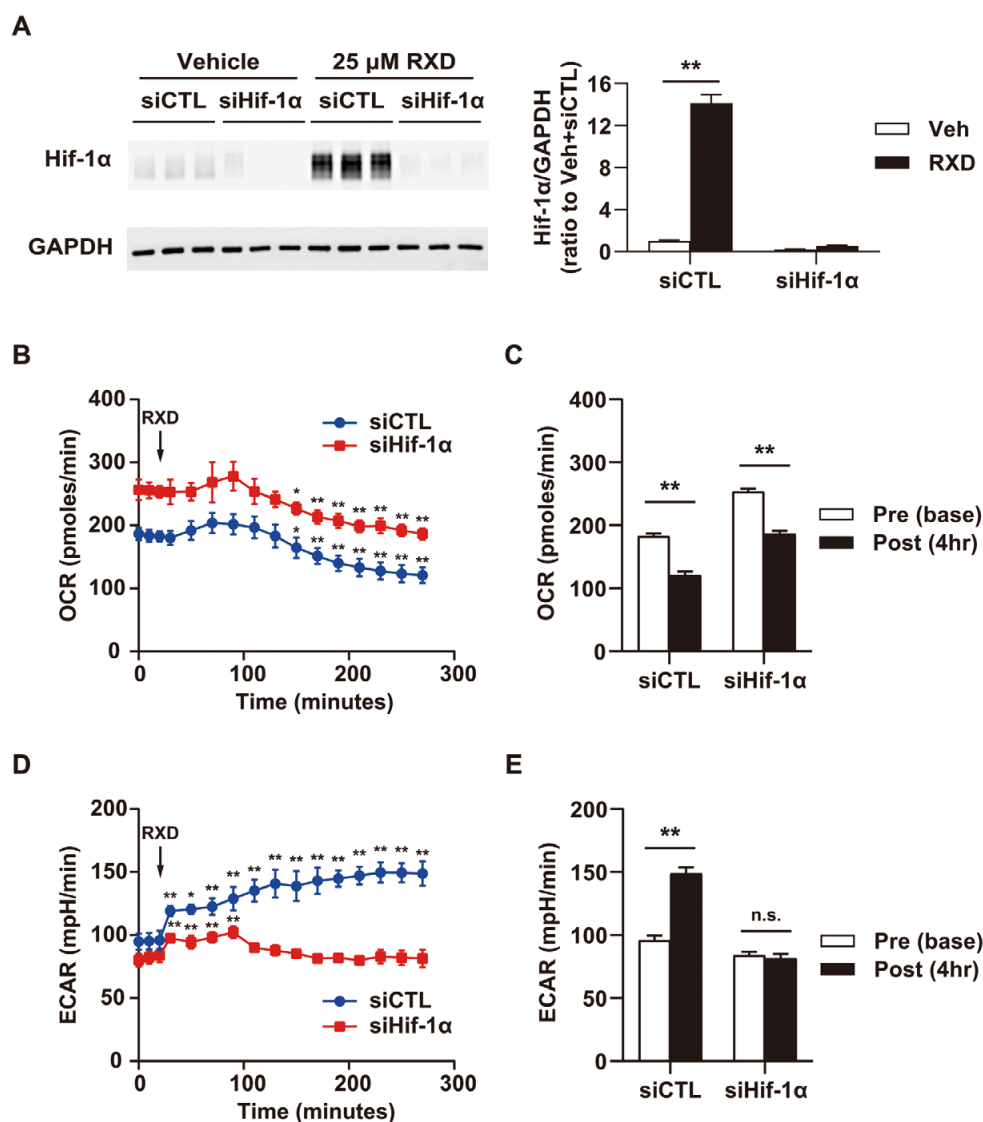 A
Vehicle 25 μM RXD
siCTL siHif-1α siCTL siHif-1α
Hif-1α
GAPDH
Hif-1α/GAPDH
(ratio to Veh+siCTL)
16
12
8
4
0
**
siCTL siHif-1α
Veh
RXD
B
OCR (pmoles/min)
400
300
200
100
0
RXD
siCTL
siHif-1α
* ** ** ** ** ** **
* ** ** ** ** ** **
0 100 200 300
Time (minutes)
C
OCR (pmoles/min)
400
300
200
100
0
**
**
siCTL siHif-1α
Pre (base)
Post (4hr)
D
ECAR (mpH/min)
200
150
100
50
0
RXD
** * ** ** ** ** ** ** ** ** ** ** **
** ** ** **
siCTL
siHif-1α
0 100 200 300
Time (minutes)
E
ECAR (mpH/min)
200
150
100
50
0
**
n.s.
siCTL siHif-1α
Pre (base)
Post (4hr)